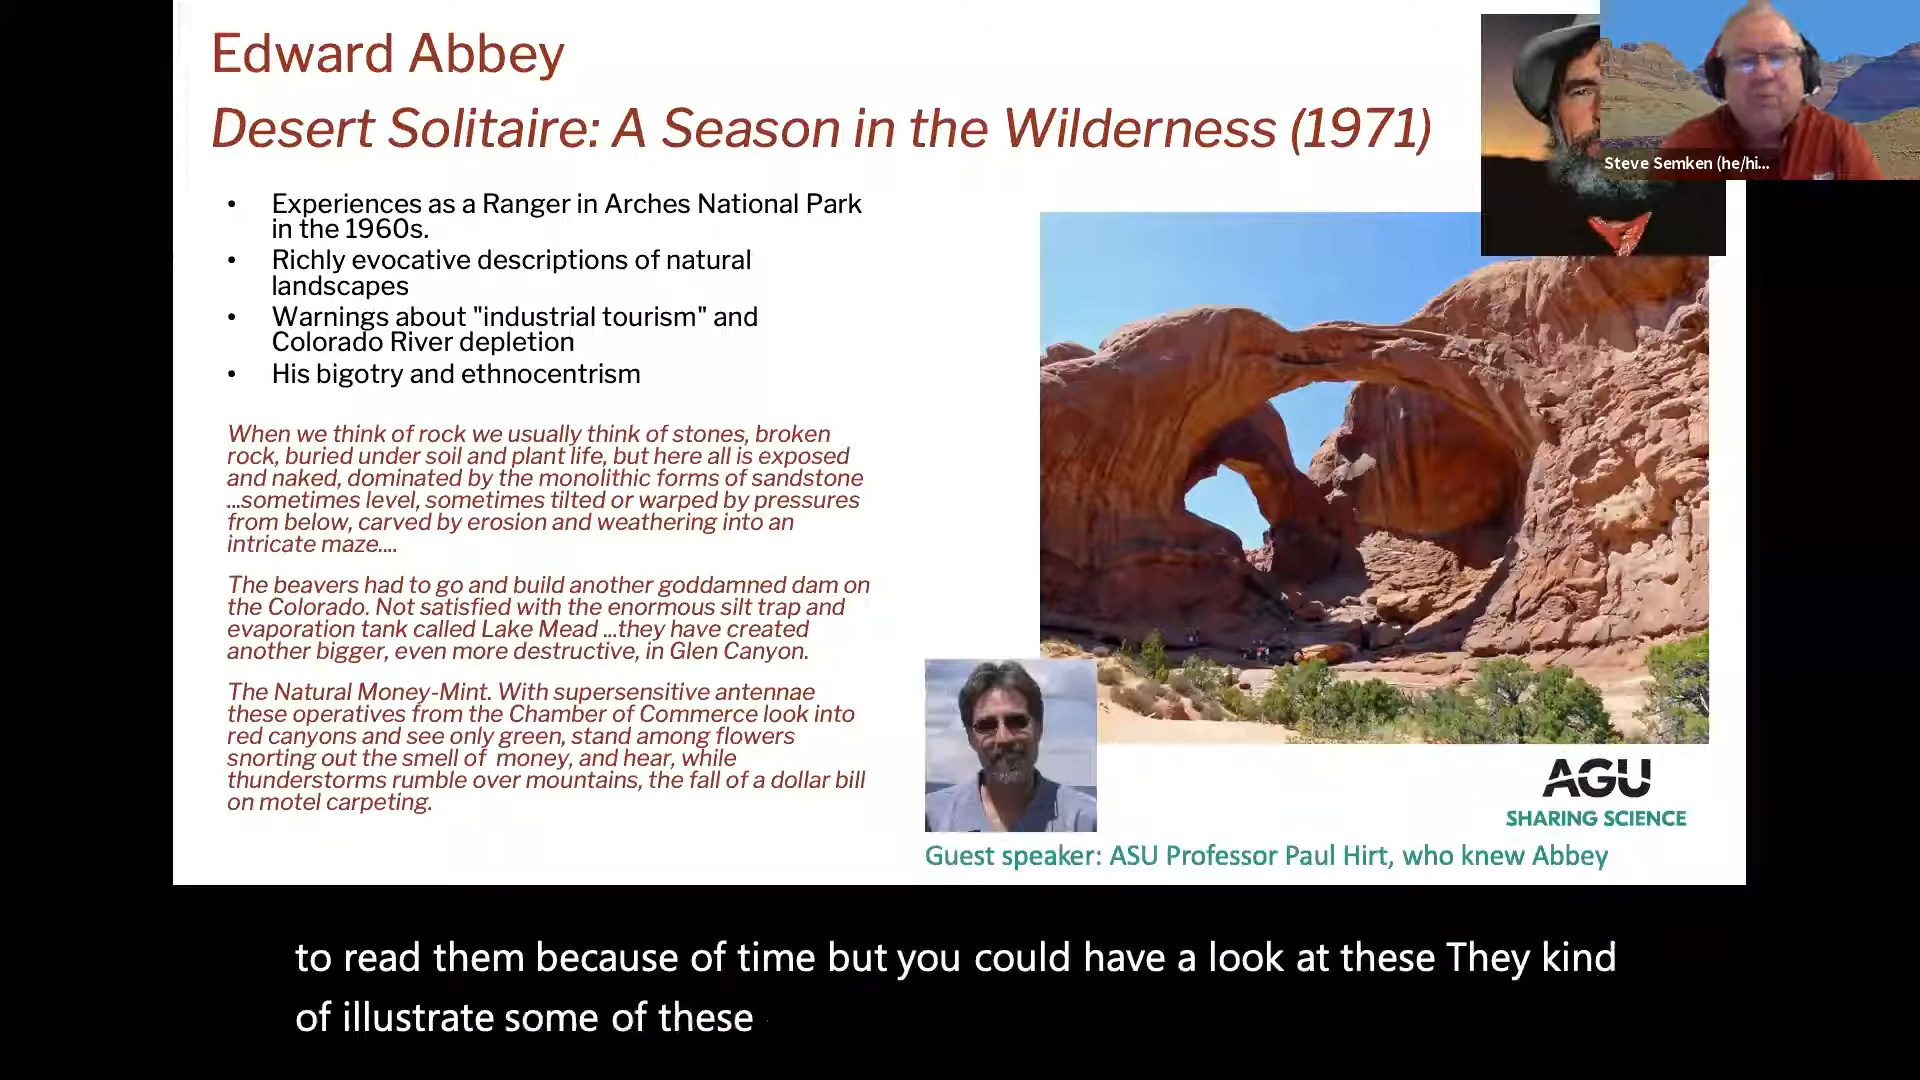 Edward Abbey
Desert Solitaire: A Season in the Wilderness (1971)
Steve Semken (he/hi...
• Experiences as a Ranger in Arches National Park
in the 1960s.
• Richly evocative descriptions of natural
landscapes
• Warnings about "industrial tourism" and
Colorado River depletion
• His bigotry and ethnocentrism
When we think of rock we usually think of stones, broken
rock, buried under soil and plant life, but here all is exposed
and naked, dominated by the monolithic forms of sandstone
...sometimes level, sometimes tilted or warped by pressures
from below, carved by erosion and weathering into an
intricate maze....
The beavers had to go and build another goddamned dam on
the Colorado. Not satisfied with the enormous silt trap and
evaporation tank called Lake Mead ...they have created
another bigger, even more destructive, in Glen Canyon.
The Natural Money-Mint. With supersensitive antennae
these operatives from the Chamber of Commerce look into
red canyons and see only green, stand among flowers
snorting out the smell of money, and hear, while
thunderstorms rumble over mountains, the fall of a dollar bill
on motel carpeting.
AGU
SHARING SCIENCE
Guest speaker: ASU Professor Paul Hirt, who knew Abbey
to read them because of time but you could have a look at these They kind
of illustrate some of these